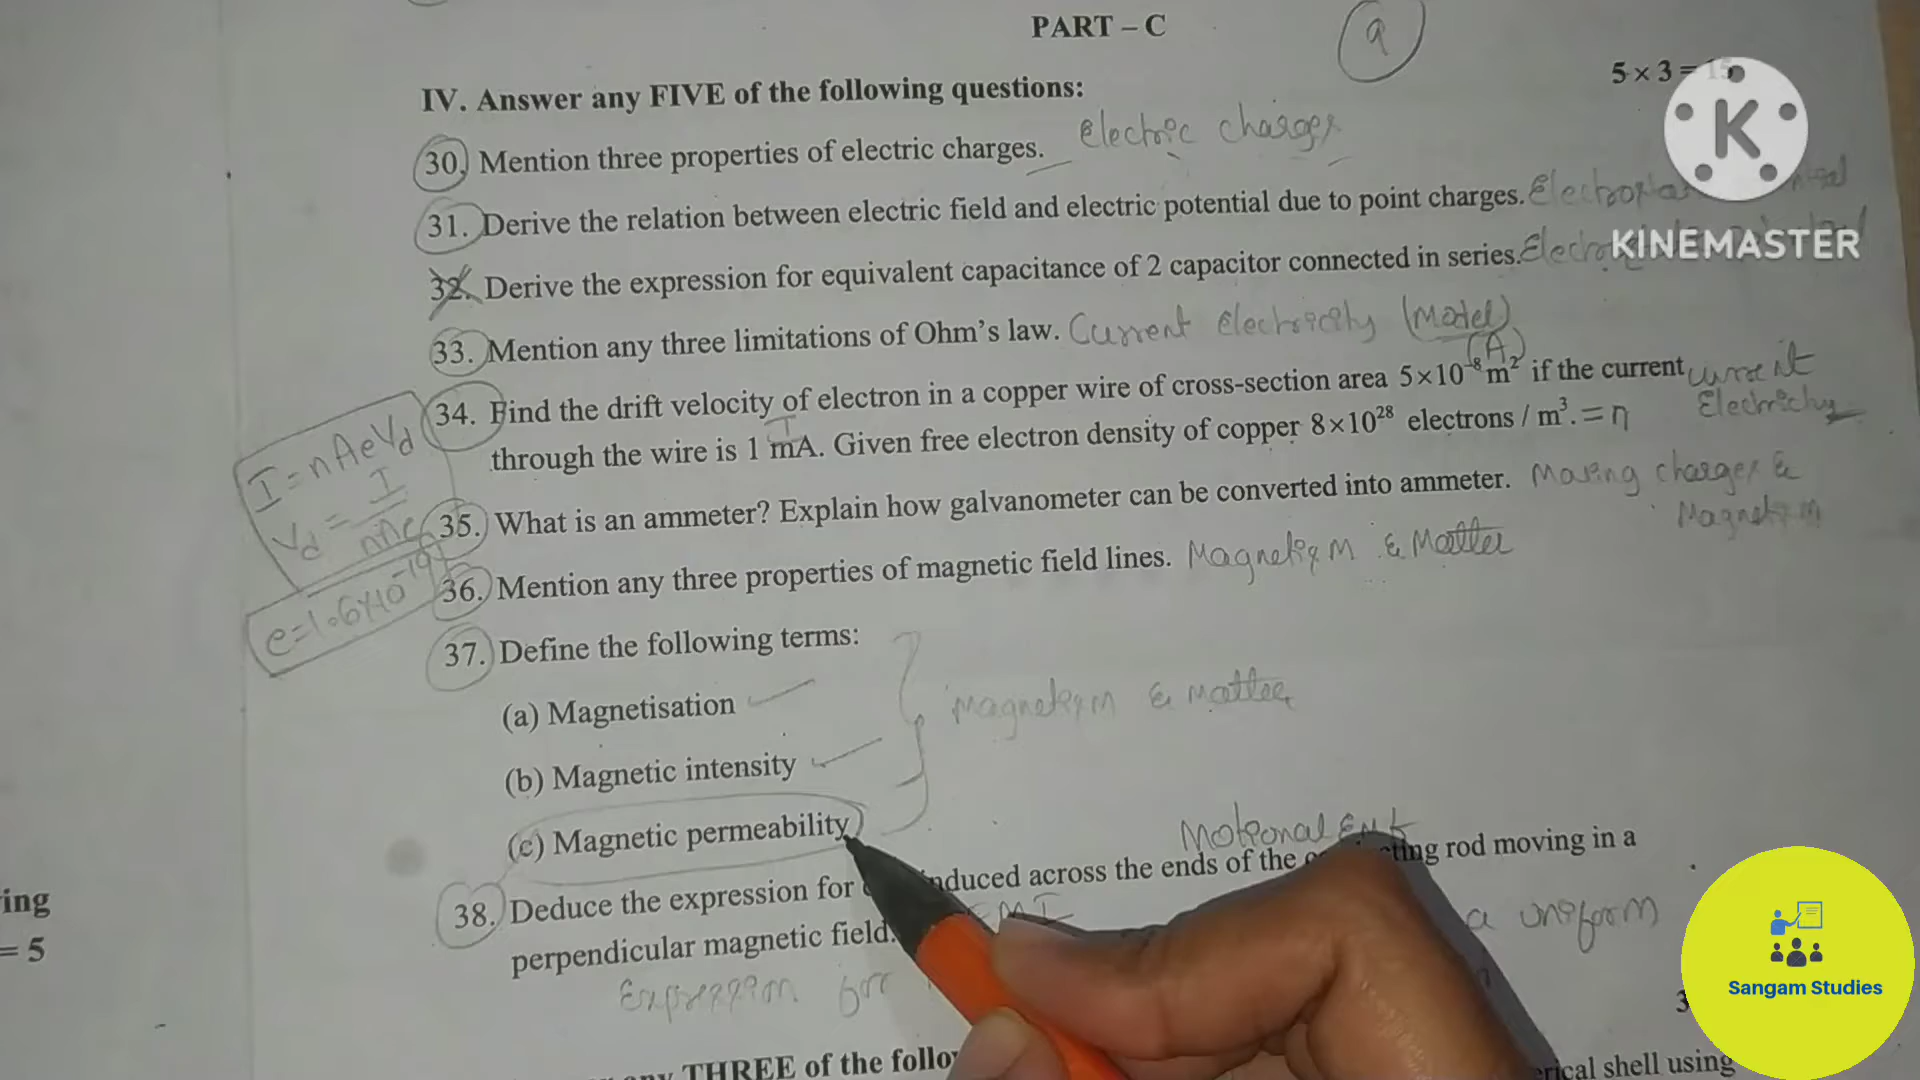 PART – C
9
5 × 3 = 15
IV. Answer any FIVE of the following questions:
30. Mention three properties of electric charges. Electric charges
31. Derive the relation between electric field and electric potential due to point charges.
32. Derive the expression for equivalent capacitance of 2 capacitor connected in series.
KINEMASTER
33. Mention any three limitations of Ohm's law. Current Electricity (Model)
(A)
34. Find the drift velocity of electron in a copper wire of cross-section area 5×10⁻⁸ m² if the current current
I
through the wire is 1 mA. Given free electron density of copper 8×10²⁸ electrons / m³. = η Electricity
I = nAeVd
Vd = I/nAe
e=1.6×10⁻¹⁹
35. What is an ammeter? Explain how galvanometer can be converted into ammeter. Moving charges &
Magnetism
36. Mention any three properties of magnetic field lines. Magnetism & Matter
37. Define the following terms:
(a) Magnetisation
(b) Magnetic intensity
Magnetism & Matter
(c) Magnetic permeability
Motional Emf
38. Deduce the expression for induced across the ends of the rod moving in a
perpendicular magnetic field. EMI a uniform
Expression for
ing
= 5
THREE of the
shell using
K
Sangam Studies